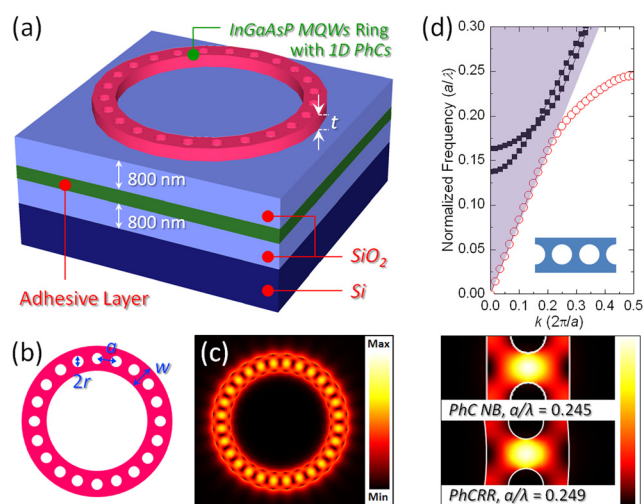 (a)
InGaAsP MQWs Ring
with 1D PhCs
t
800 nm
800 nm
SiO2
Adhesive Layer
Si
(b)
a
w
2r
(c)
Max
Min
(d)
Normalized Frequency (a/λ)
0.30
0.25
0.20
0.15
0.10
0.05
0.00
0.0 0.1 0.2 0.3 0.4 0.5
k (2π/a)
PhC NB, a/λ = 0.245
PhCRR, a/λ = 0.249